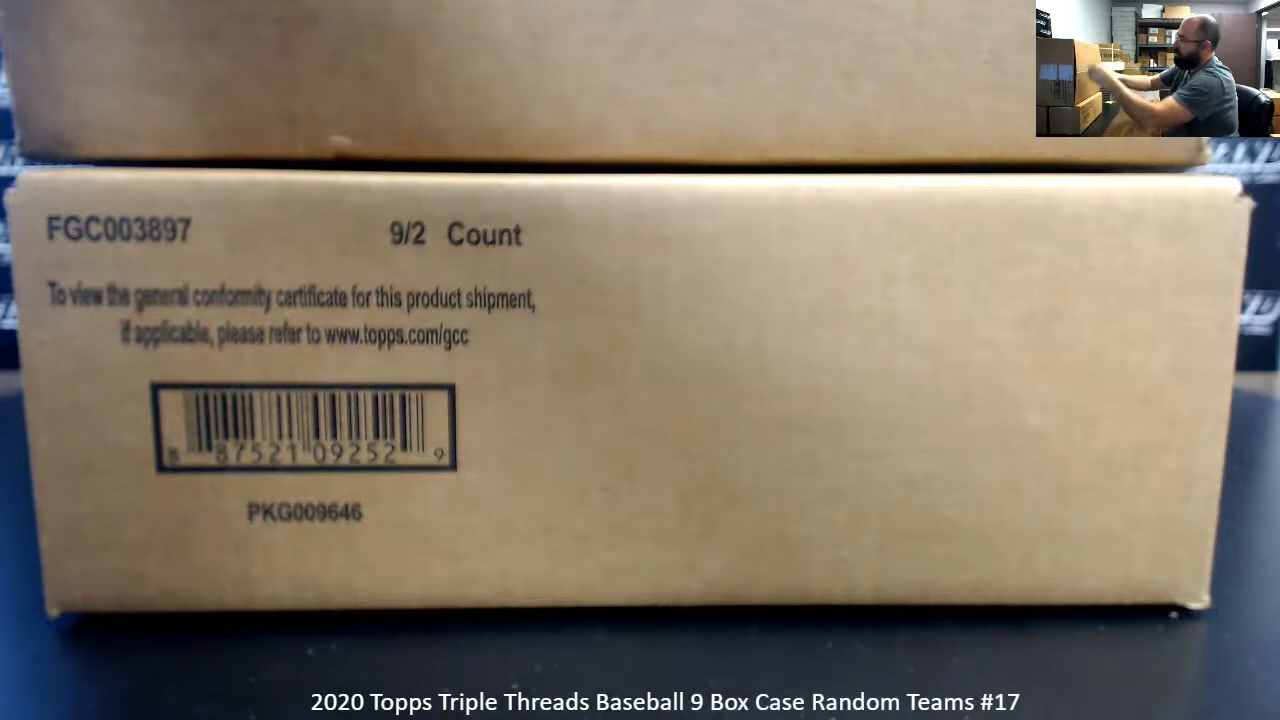 FGC003897 9/2 Count
To view the general conformity certificate for this product shipment,
if applicable, please refer to www.topps.com/gcc
8 87521 09252 9
PKG009646
2020 Topps Triple Threads Baseball 9 Box Case Random Teams #17